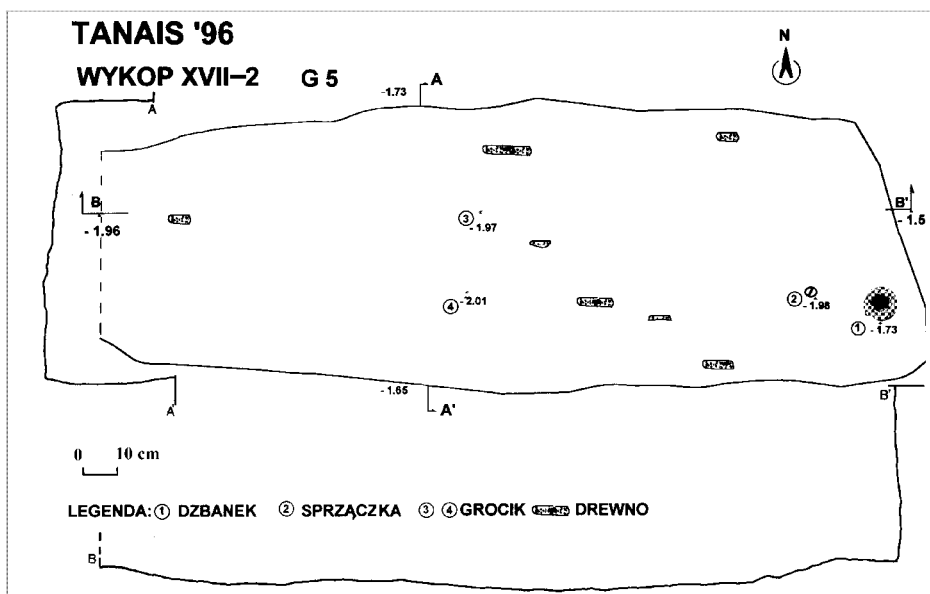 TANAIS '96
N
WYKOP XVII–2 G 5
-1.73 A
A
B B'
- 1.96 - 1.5
3 - 1.97
2 - 1.98
4 - 2.01
1 - 1.73
- 1.65
A A' B'
0 10 cm
LEGENDA: 1 DZBANEK 2 SPRZĄCZKA 3 4 GROCIK DREWNO
B